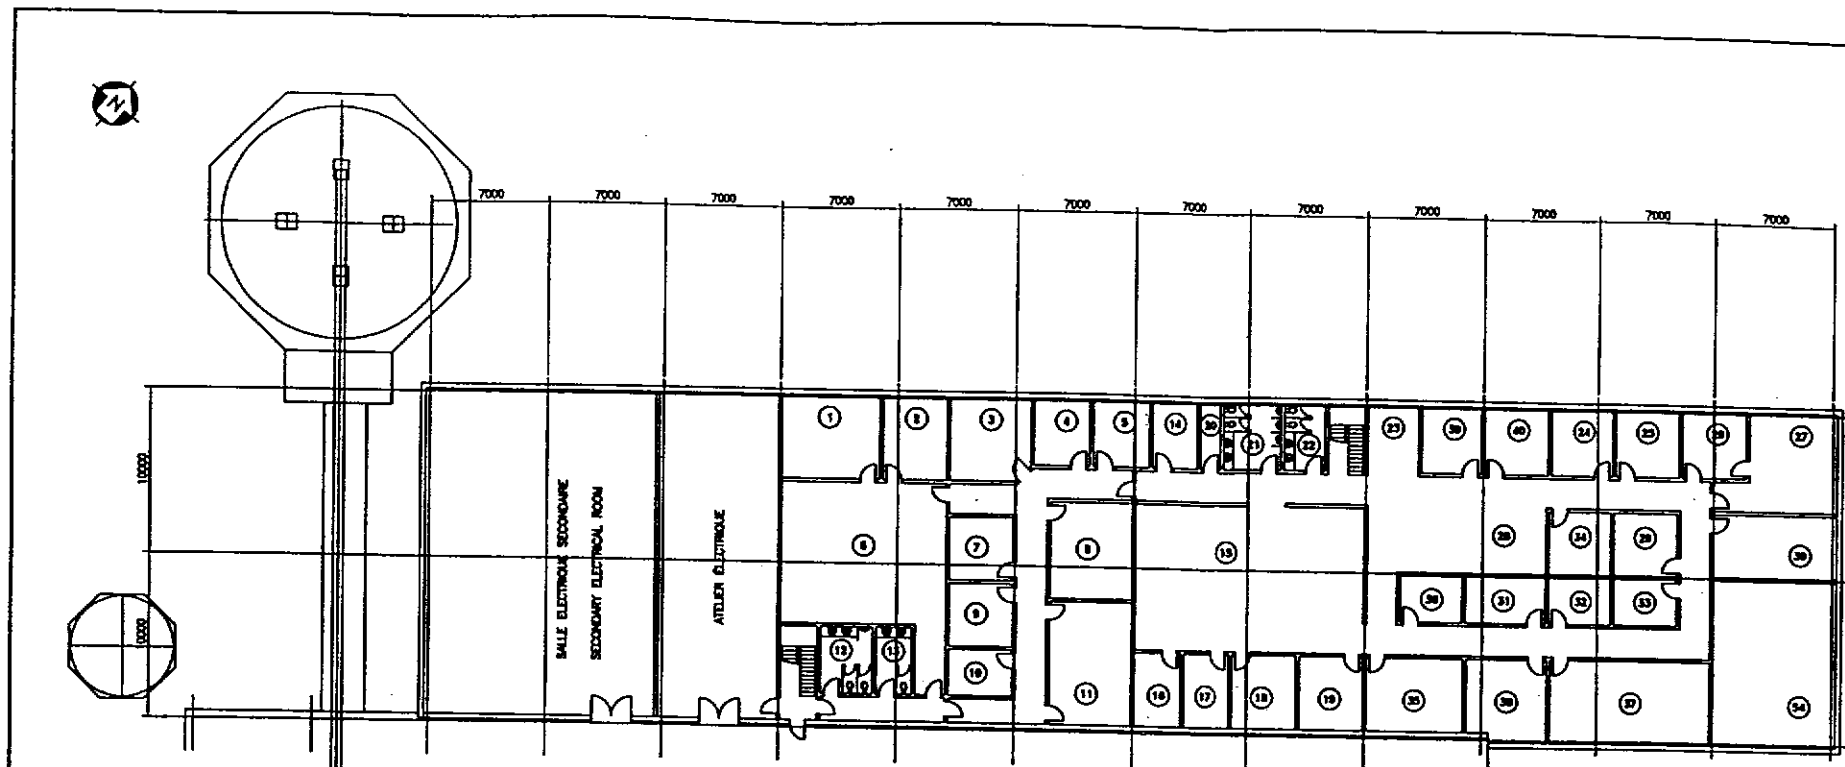 N
7000 7000 7000 7000 7000 7000 7000 7000 7000 7000 7000 7000
1 2 3 4 5 14 20 21 22 23 39 40 24 25 26 27
10000
SALLE ELECTRIQUE SECONDAIRE
SECONDARY ELECTRICAL ROOM
ATELIER ÉLECTRIQUE
6 7 8 15 28 34 29
9 31 32 33
12 13 10 11 16 17 18 19 35 37